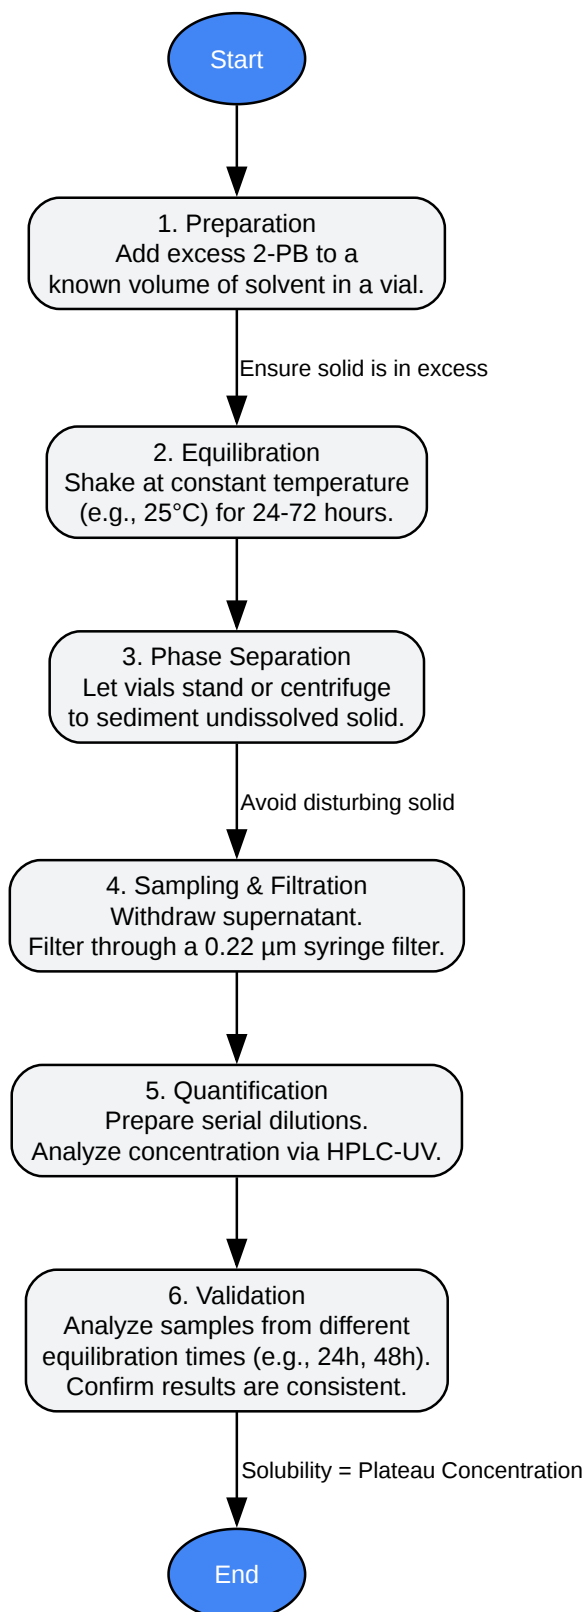 Start
1. Preparation
Add excess 2-PB to a
known volume of solvent in a vial.
Ensure solid is in excess
2. Equilibration
Shake at constant temperature
(e.g., 25°C) for 24-72 hours.
3. Phase Separation
Let vials stand or centrifuge
to sediment undissolved solid.
Avoid disturbing solid
4. Sampling & Filtration
Withdraw supernatant.
Filter through a 0.22 µm syringe filter.
5. Quantification
Prepare serial dilutions.
Analyze concentration via HPLC-UV.
6. Validation
Analyze samples from different
equilibration times (e.g., 24h, 48h).
Confirm results are consistent.
Solubility = Plateau Concentration
End